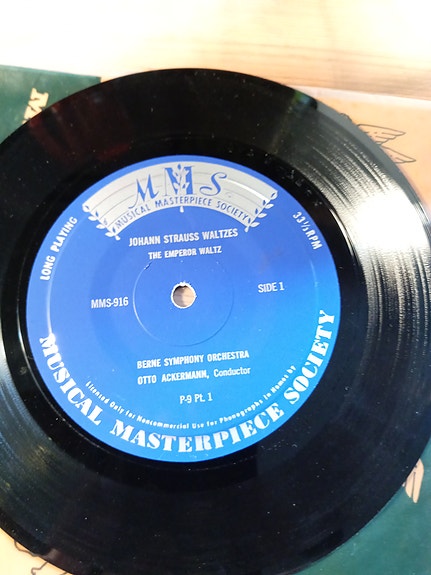 MMS
MUSICAL MASTERPIECE SOCIETY
LONG PLAYING
33⅓ RPM
JOHANN STRAUSS WALTZES
THE EMPEROR WALTZ
MMS-916
SIDE 1
BERNE SYMPHONY ORCHESTRA
OTTO ACKERMANN, Conductor
P-9 Pt. 1
Licensed Only for Noncommercial Use for Phonographs in Homes by
MUSICAL MASTERPIECE SOCIETY